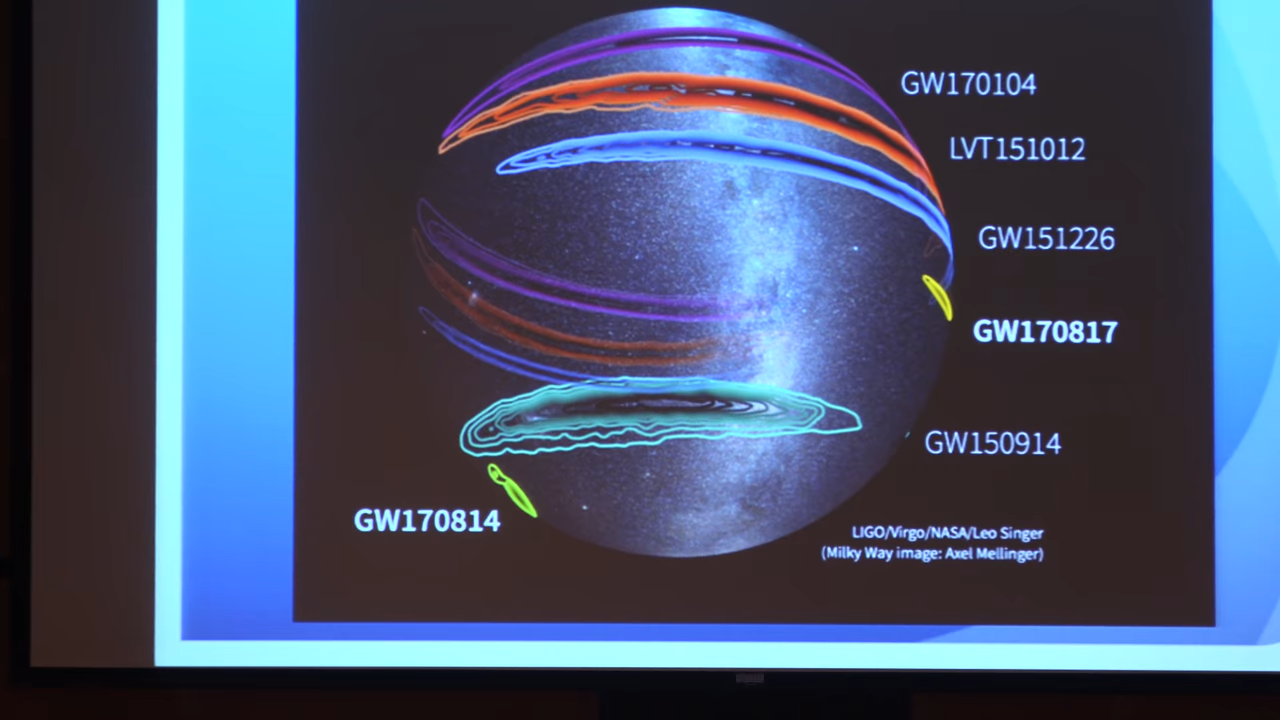 GW170104
LVT151012
GW151226
GW170817
GW150914
GW170814
LIGO/Virgo/NASA/Leo Singer
(Milky Way image: Axel Mellinger)